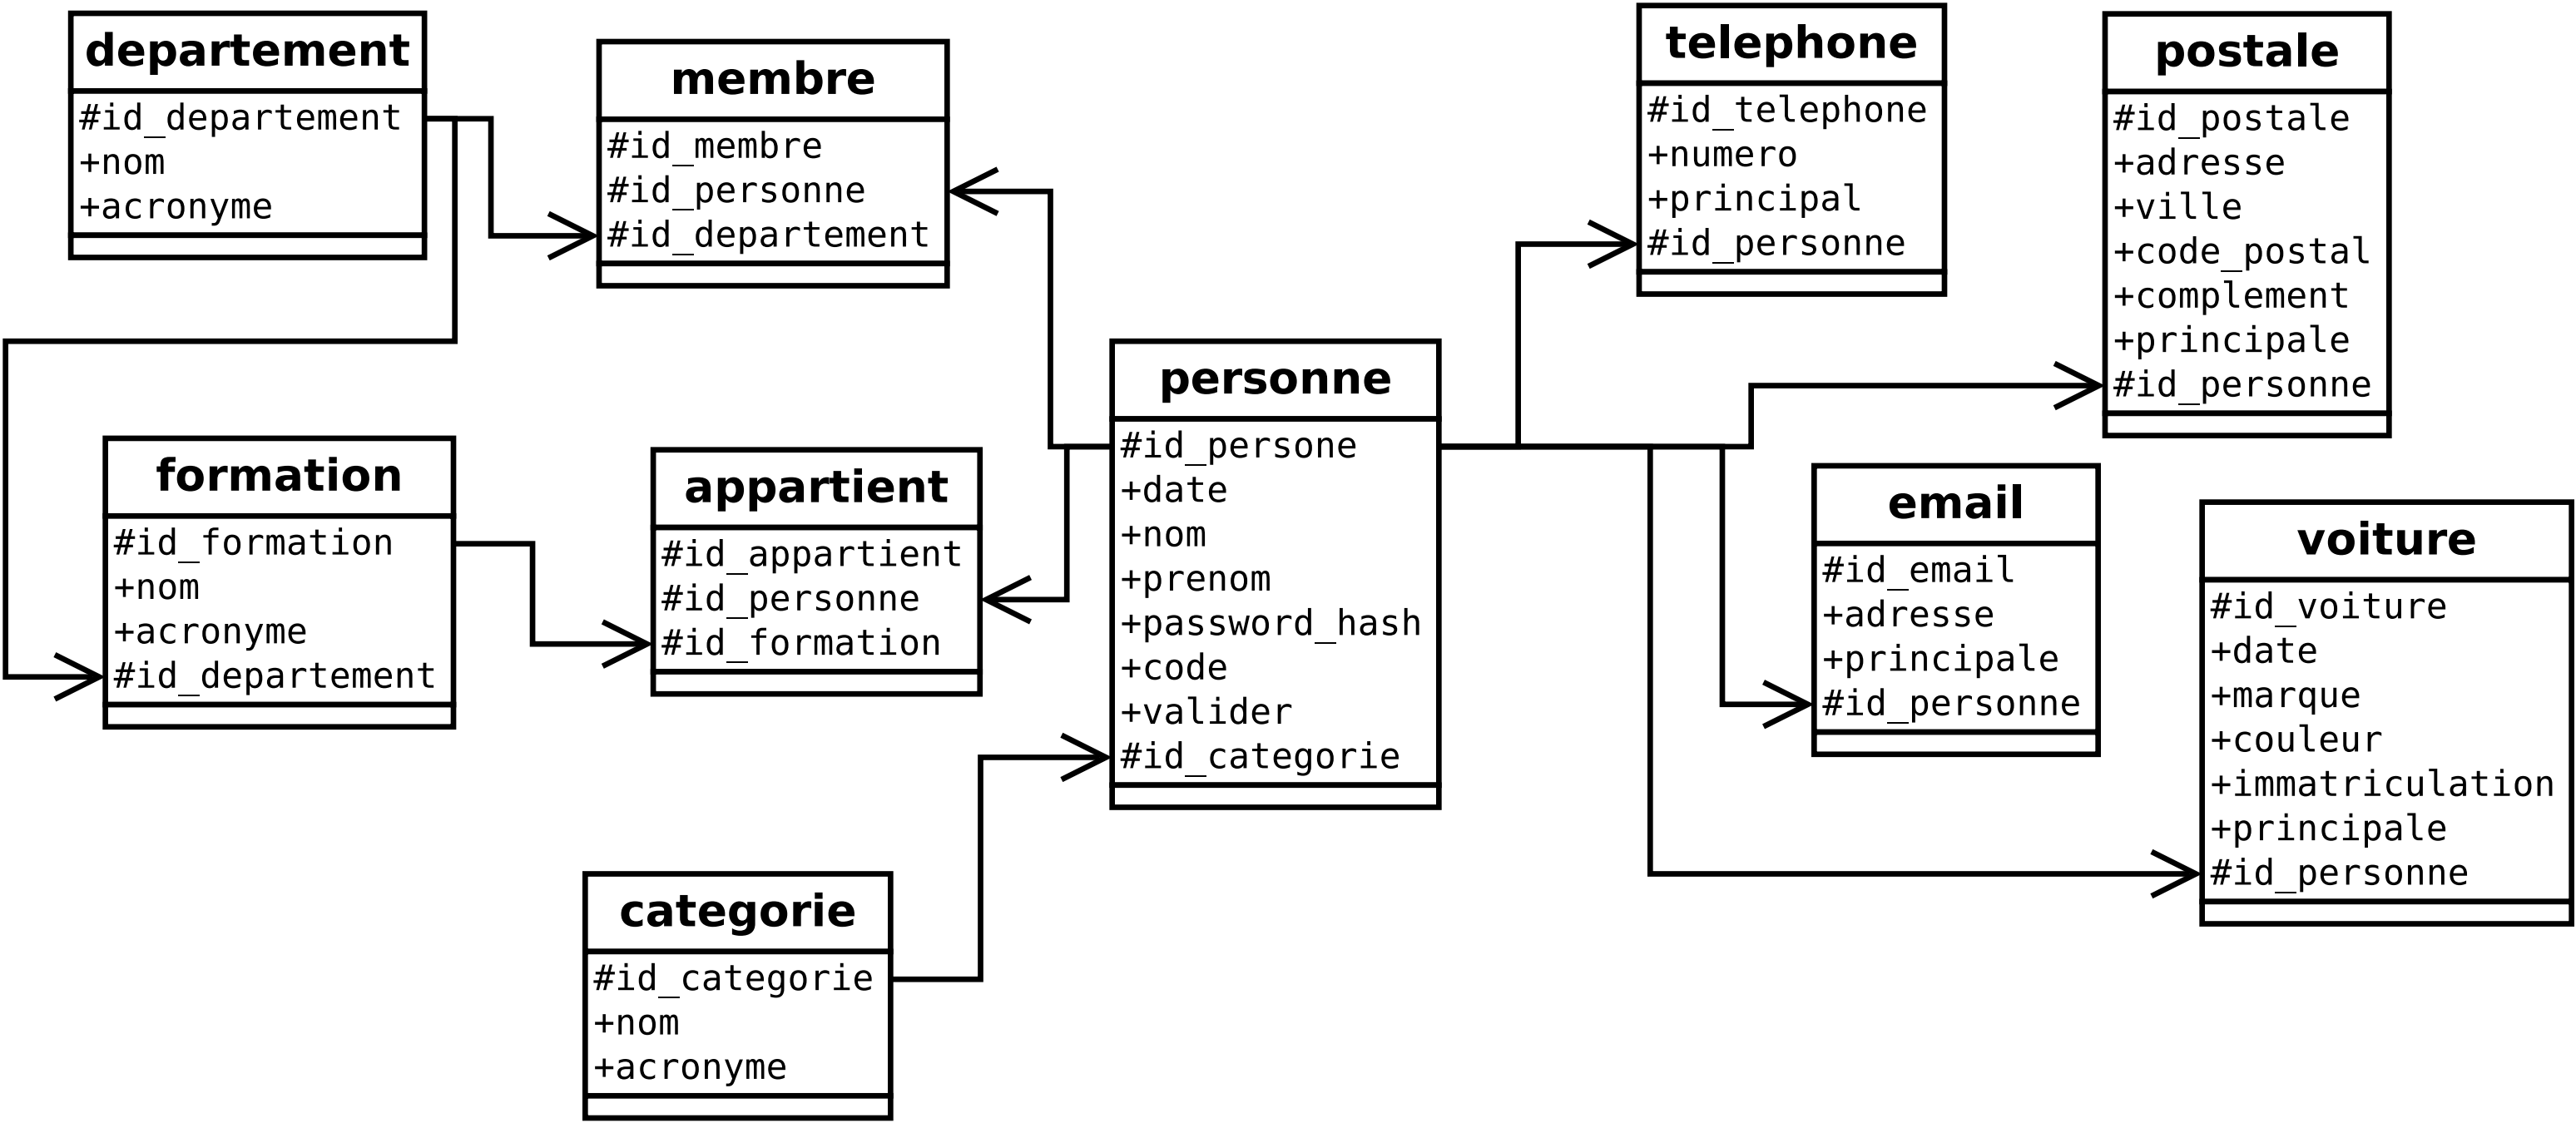 departement
#id_departement
+nom
+acronyme
membre
#id_membre
#id_personne
#id_departement
telephone
#id_telephone
+numero
+principal
#id_personne
postale
#id_postale
+adresse
+ville
+code_postal
+complement
+principale
#id_personne
formation
#id_formation
+nom
+acronyme
#id_departement
appartient
#id_appartient
#id_personne
#id_formation
personne
#id_persone
+date
+nom
+prenom
+password_hash
+code
+valider
#id_categorie
email
#id_email
+adresse
+principale
#id_personne
voiture
#id_voiture
+date
+marque
+couleur
+immatriculation
+principale
#id_personne
categorie
#id_categorie
+nom
+acronyme